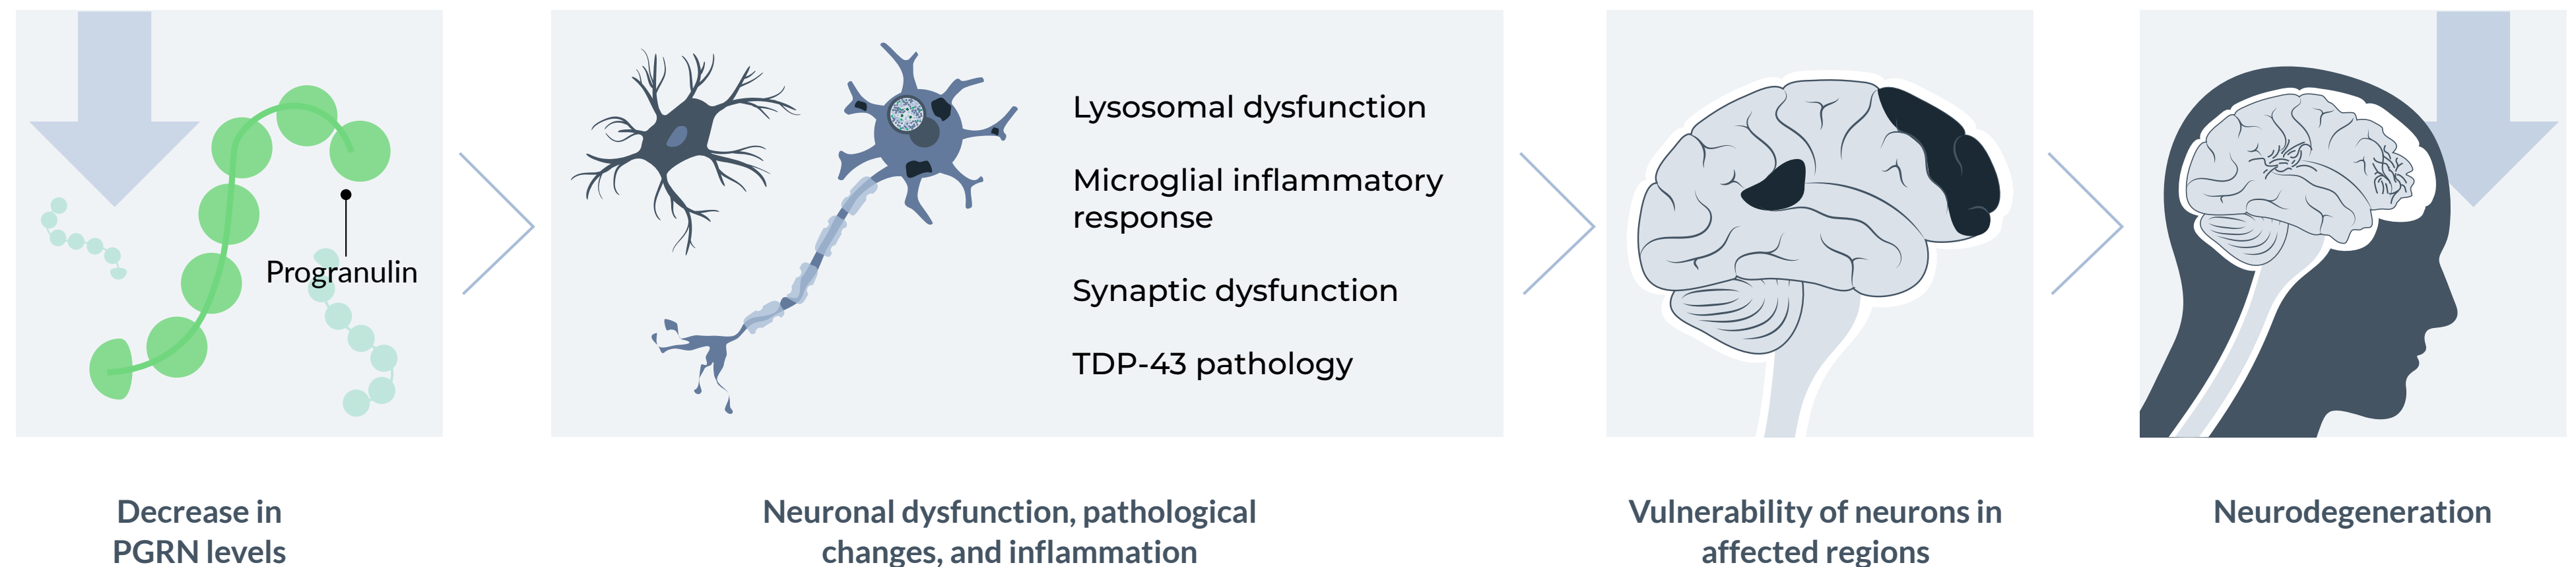 Progranulin
Lysosomal dysfunction
Microglial inflammatory
response
Synaptic dysfunction
TDP-43 pathology
Decrease in
PGRN levels
Neuronal dysfunction, pathological
changes, and inflammation
Vulnerability of neurons in
affected regions
Neurodegeneration